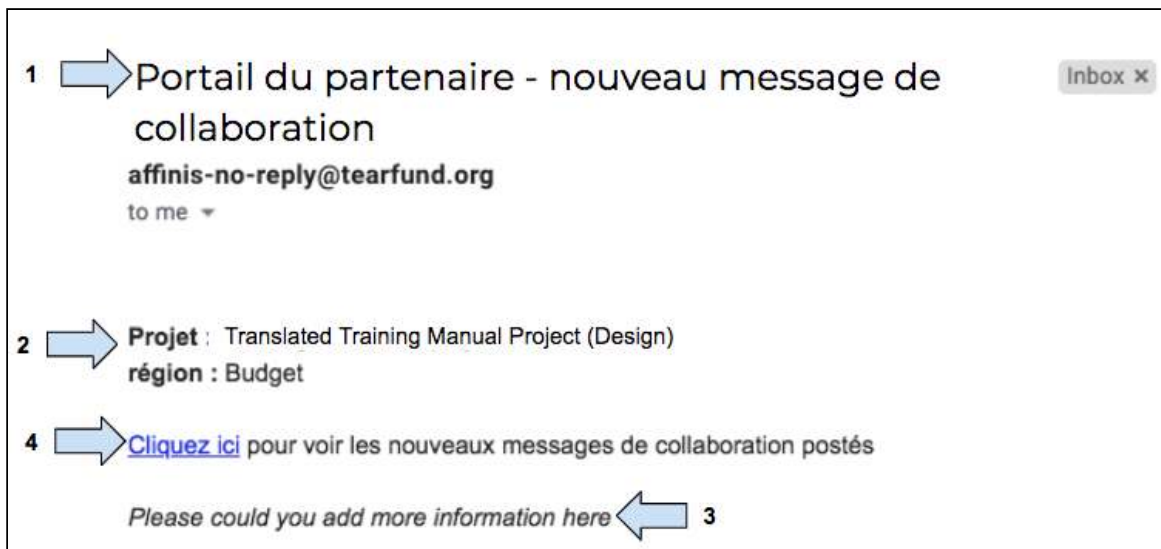 1 Portail du partenaire - nouveau message de Inbox ×
collaboration
affinis-no-reply@tearfund.org
to me
2 Projet : Translated Training Manual Project (Design)
région : Budget
4 Cliquez ici pour voir les nouveaux messages de collaboration postés
Please could you add more information here 3